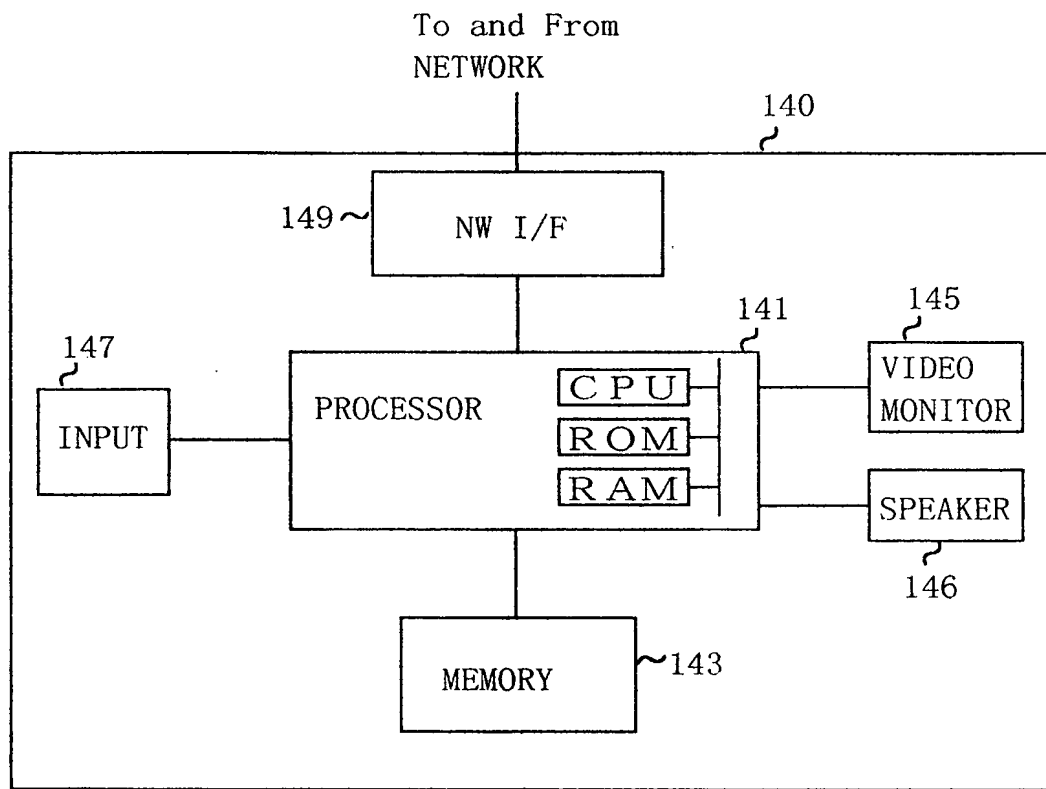 To and From
NETWORK
140
149
NW I/F
141
145
147
VIDEO
MONITOR
PROCESSOR
CPU
INPUT
ROM
RAM
SPEAKER
146
MEMORY
143